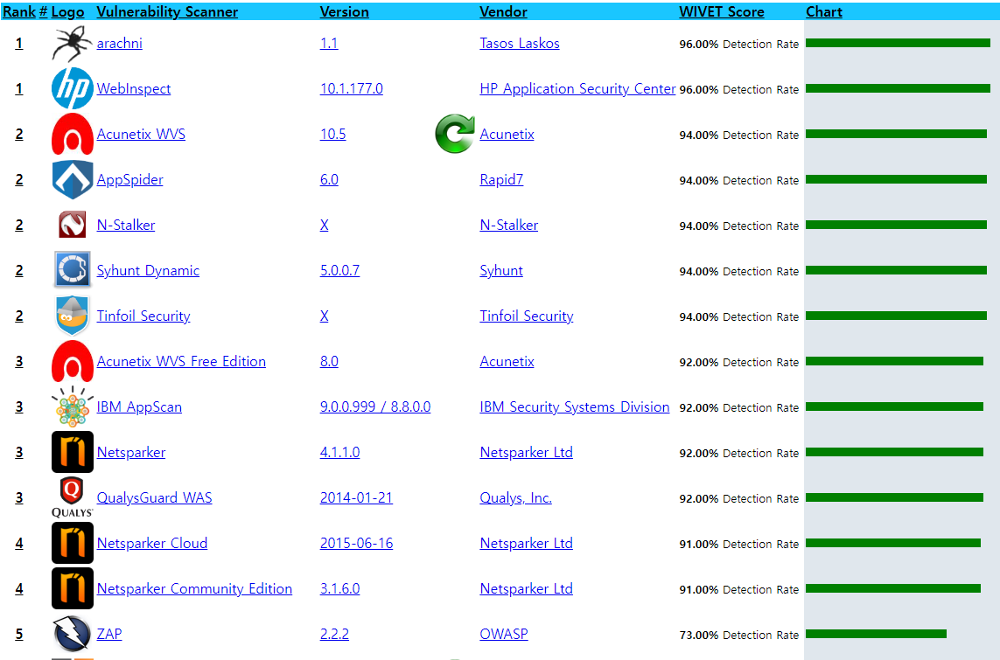 Rank # Logo Vulnerability Scanner Version Vendor WIVET Score Chart
1 arachni 1.1 Tasos Laskos 96.00% Detection Rate
1 hp WebInspect 10.1.177.0 HP Application Security Center 96.00% Detection Rate
2 Acunetix WVS 10.5 Acunetix 94.00% Detection Rate
2 AppSpider 6.0 Rapid7 94.00% Detection Rate
2 N-Stalker X N-Stalker 94.00% Detection Rate
2 Syhunt Dynamic 5.0.0.7 Syhunt 94.00% Detection Rate
2 Tinfoil Security X Tinfoil Security 94.00% Detection Rate
3 Acunetix WVS Free Edition 8.0 Acunetix 92.00% Detection Rate
3 IBM AppScan 9.0.0.999 / 8.8.0.0 IBM Security Systems Division 92.00% Detection Rate
3 n Netsparker 4.1.1.0 Netsparker Ltd 92.00% Detection Rate
3 QUALYS QualysGuard WAS 2014-01-21 Qualys, Inc. 92.00% Detection Rate
4 n Netsparker Cloud 2015-06-16 Netsparker Ltd 91.00% Detection Rate
4 n Netsparker Community Edition 3.1.6.0 Netsparker Ltd 91.00% Detection Rate
5 ZAP 2.2.2 OWASP 73.00% Detection Rate